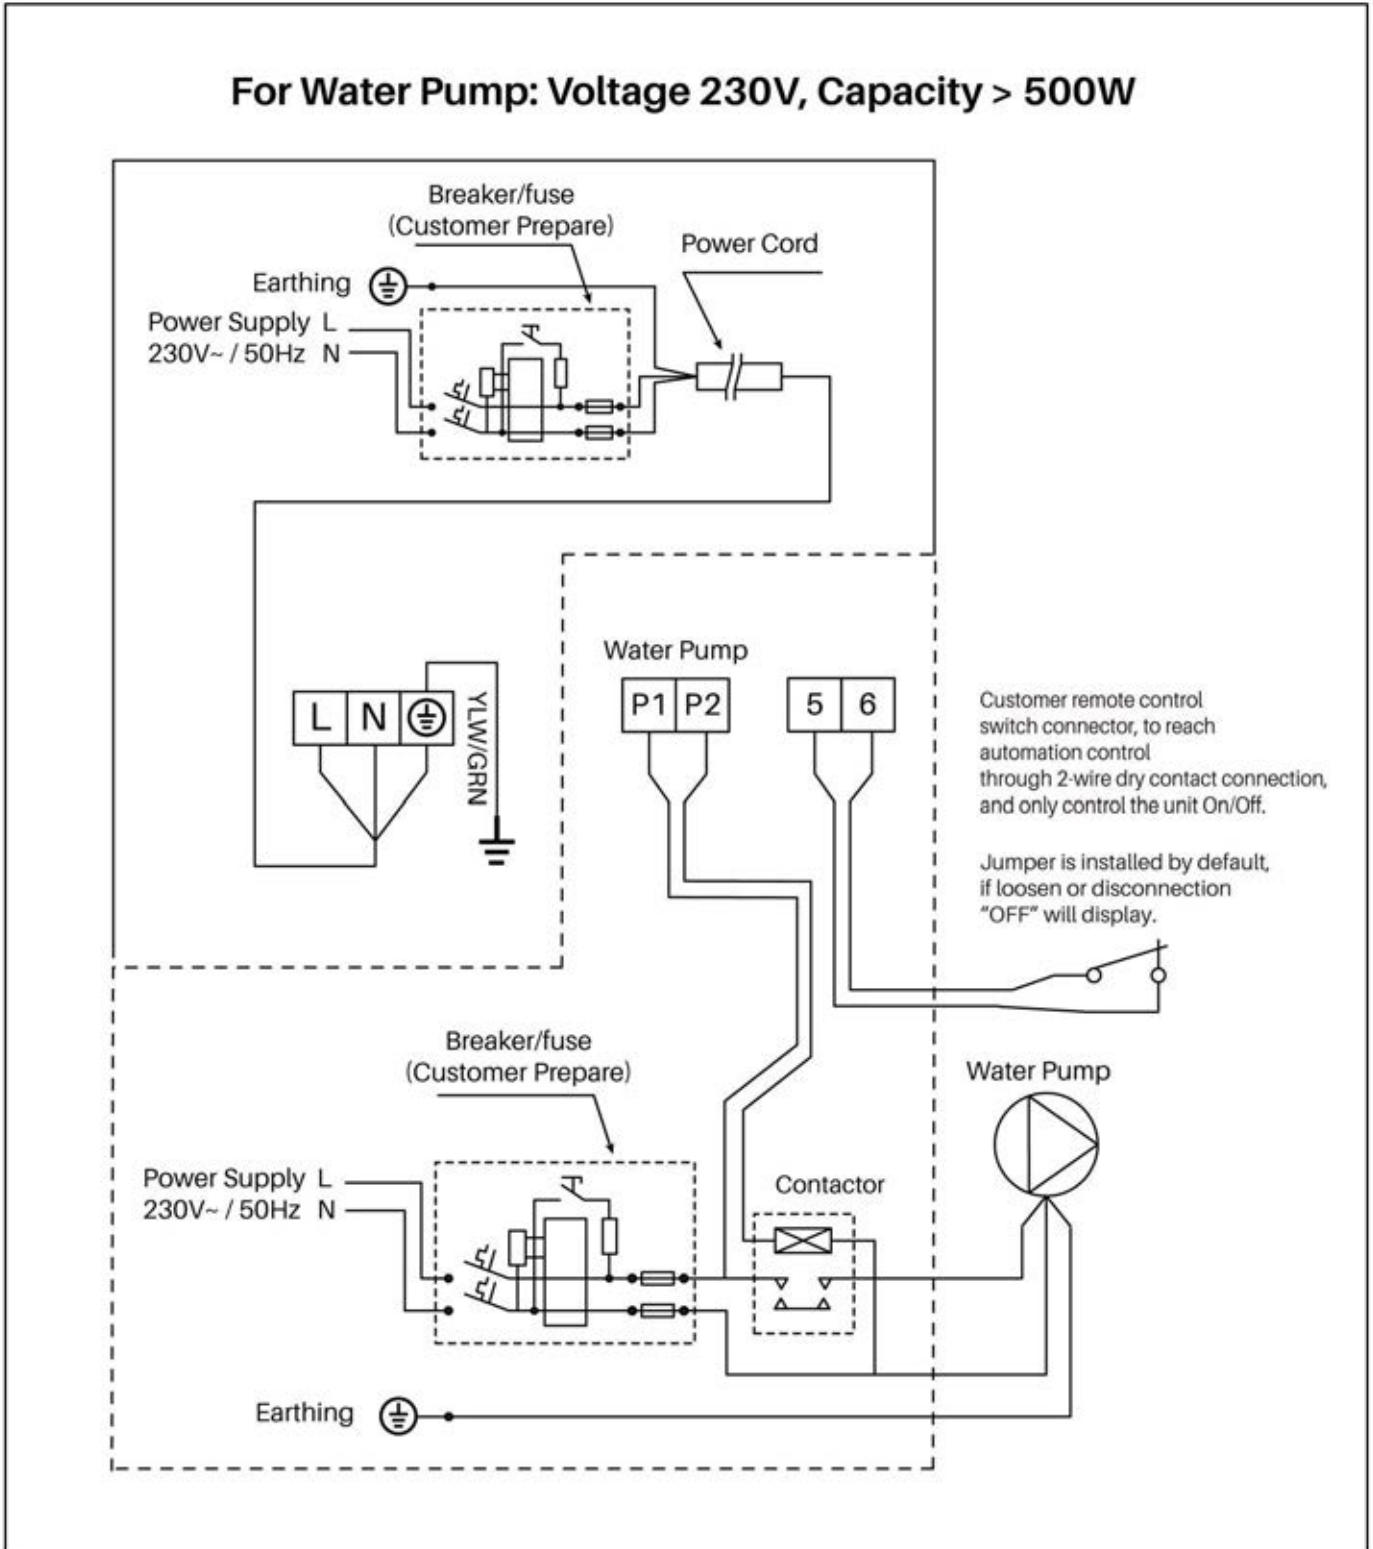 For Water Pump: Voltage 230V, Capacity > 500W
Breaker/fuse
(Customer Prepare)
Power Cord
Earthing
Power Supply L
230V~ / 50Hz N
Water Pump
L N
P1 P2
5 6
YLW/GRN
Customer remote control
switch connector, to reach
automation control
through 2-wire dry contact connection,
and only control the unit On/Off.
Jumper is installed by default,
if loosen or disconnection
“OFF” will display.
Breaker/fuse
(Customer Prepare)
Water Pump
Power Supply L
230V~ / 50Hz N
Contactor
Earthing